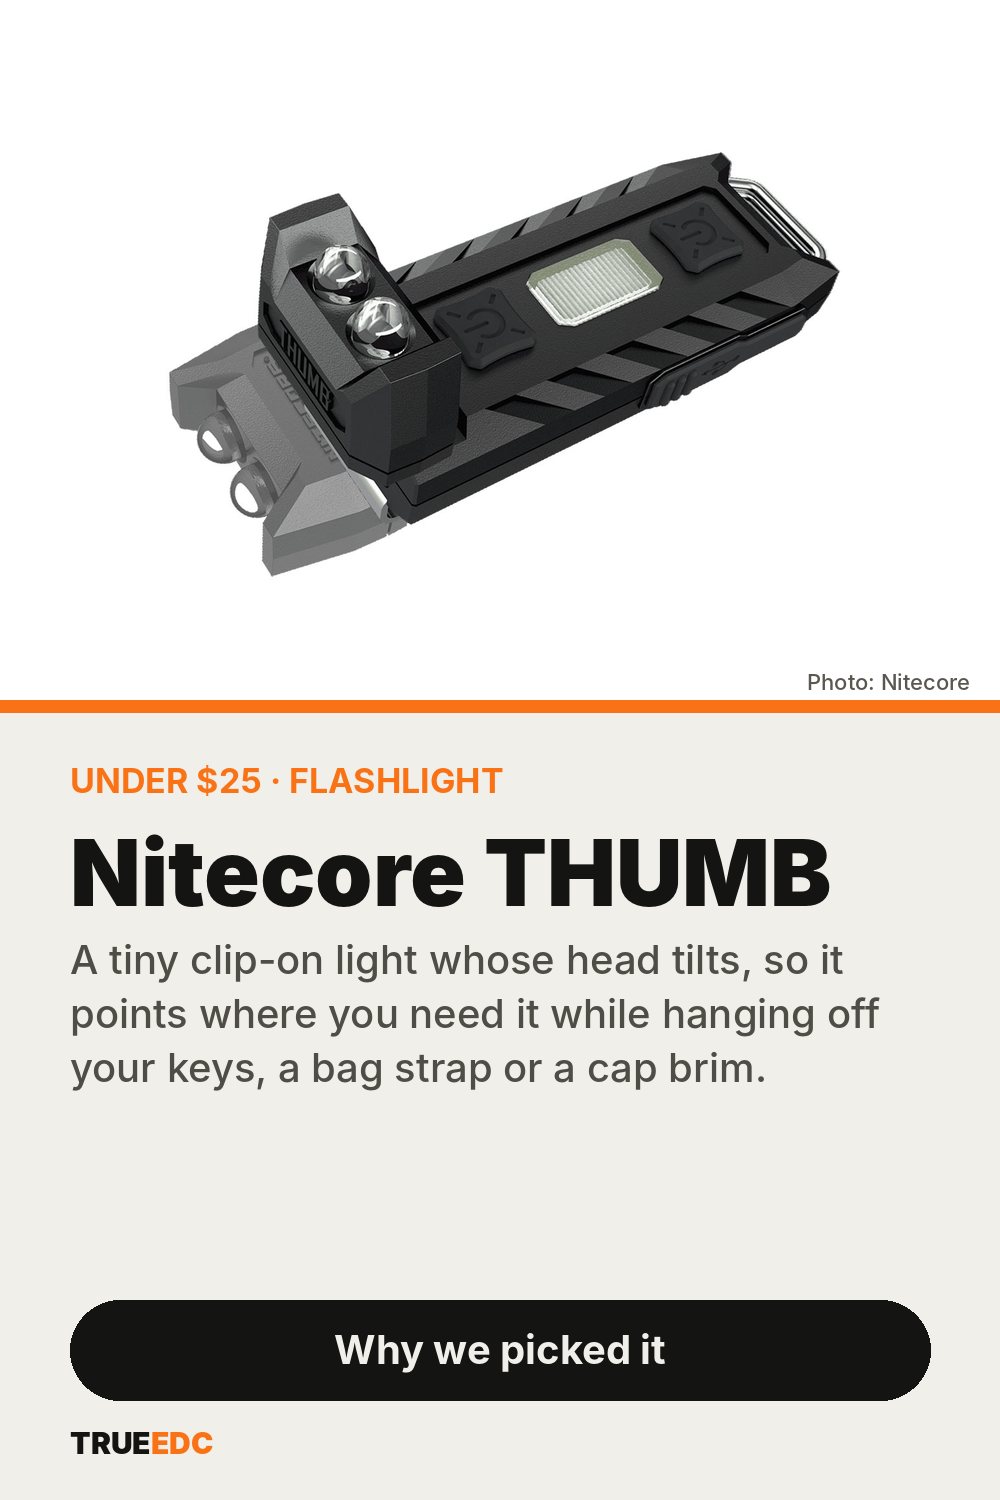 THUMB
Photo: Nitecore
UNDER $25 · FLASHLIGHT
Nitecore THUMB
A tiny clip-on light whose head tilts, so it
points where you need it while hanging off
your keys, a bag strap or a cap brim.
Why we picked it
TRUEEDC